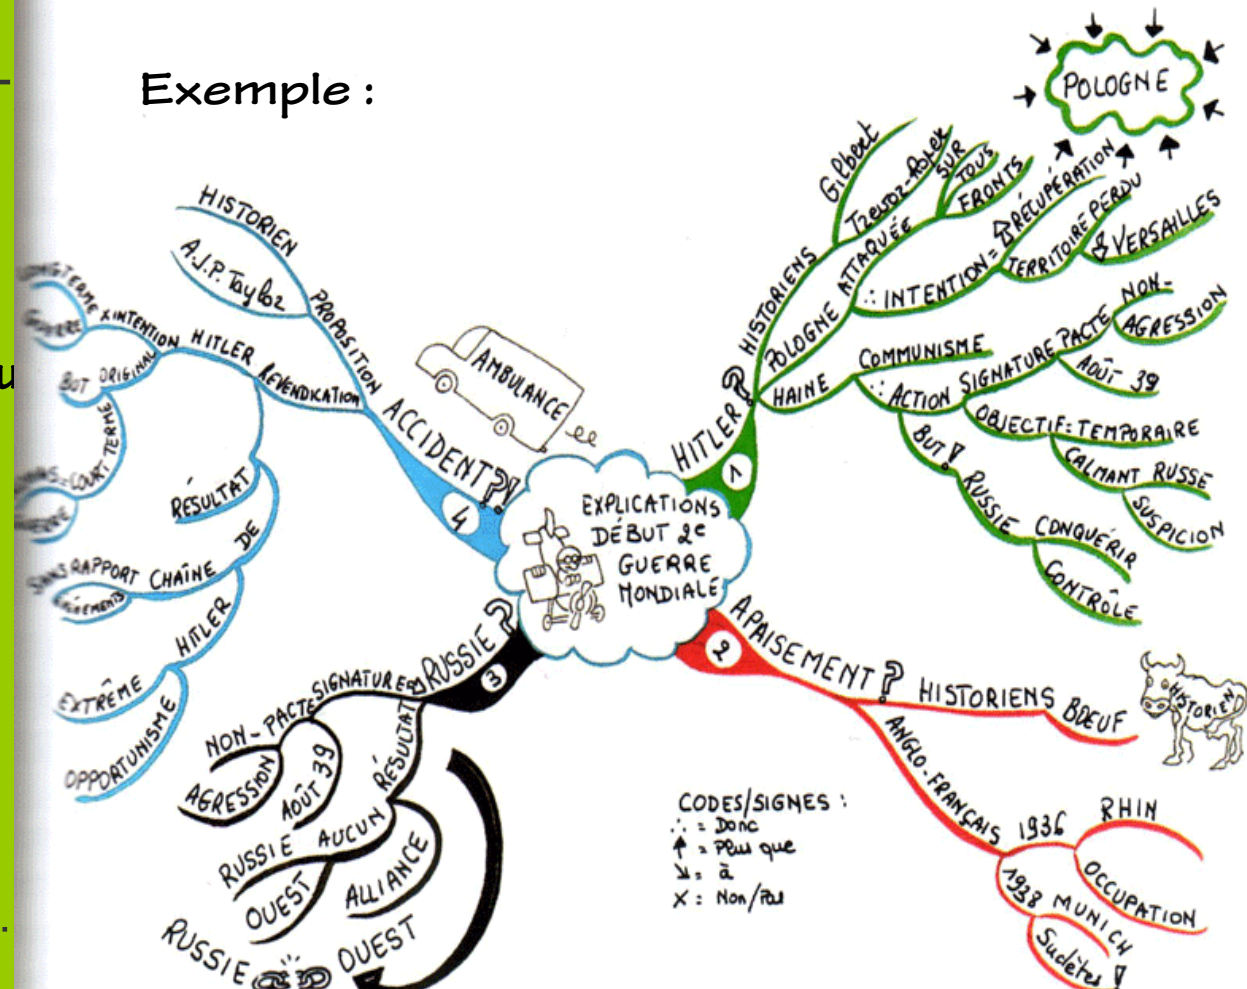 Exemple :
EXPLICATIONS
DÉBUT 2e
GUERRE
MONDIALE
1
HITLER ?
HISTORIENS
Gilbert
Trevor-Roper
POLOGNE ATTAQUÉE
SUR
TOUS
FRONTS
∴ INTENTION =
RÉCUPÉRATION
TERRITOIRE PERDU
VERSAILLES
POLOGNE
HAINE
COMMUNISME
∴ ACTION
SIGNATURE PACTE
NON-
AGRESSION
AOÛT 39
OBJECTIF = TEMPORAIRE
CALMANT RUSSE
SUSPICION
BUT !
RUSSIE
CONQUÉRIR
CONTRÔLE
2
APAISEMENT ?
HISTORIENS
BOEUF
HISTORIEN
ANGLO-FRANÇAIS
1936
RHIN
OCCUPATION
1938 MUNICH
Sudètes !
3
RUSSIE ?
SIGNATURE
PACTE
NON-
AGRESSION
AOÛT 39
RÉSULTAT
AUCUN
RUSSIE
OUEST
ALLIANCE
RUSSIE
OUEST
4
ACCIDENT ?!
AMBULANCE
PROPOSITION
HISTORIEN
A.J.P. Taylor
REVENDICATION
HITLER
X INTENTION
GUERRE
BUT ORIGINAL
COURT TERME
RÉSULTAT
DE
CHAÎNE
RAPPORT
HITLER
EXTRÊME
OPPORTUNISME
CODES/SIGNES :
∴ = Donc
↑ = Plus que
↘ = à
X : Non/Pas